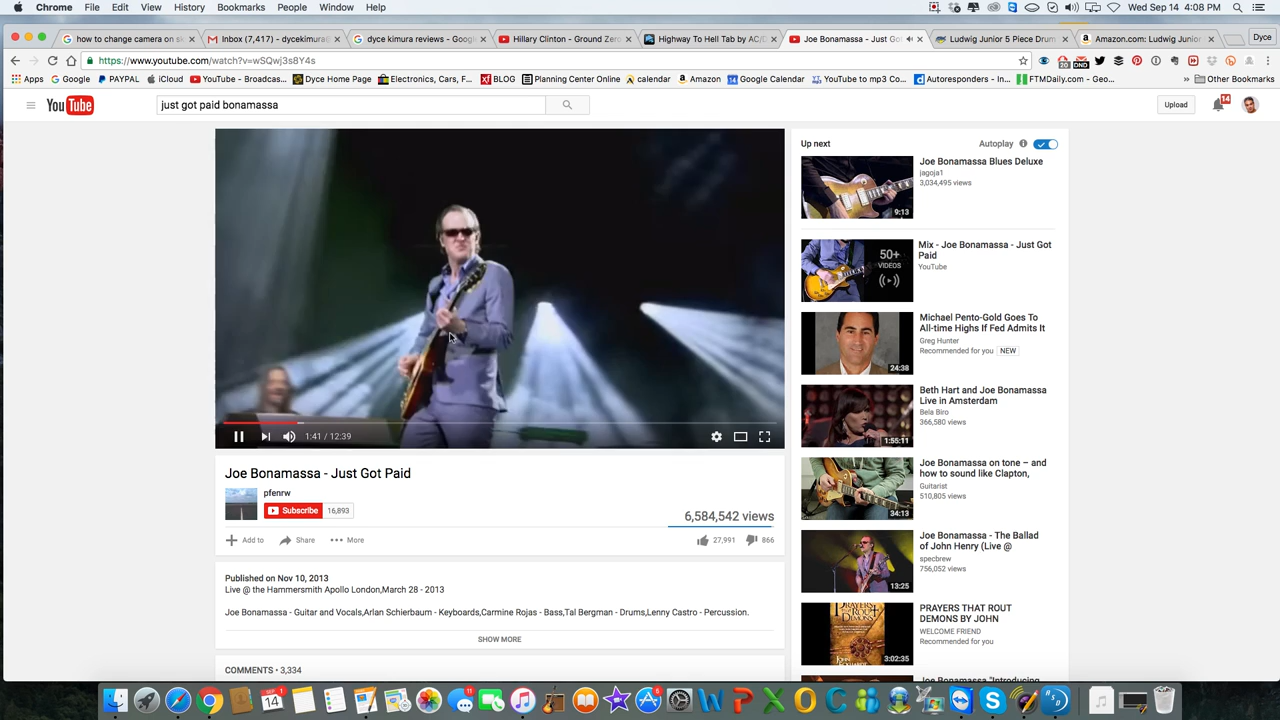 Chrome File Edit View History Bookmarks People Window Help Wed Sep 14 4:08 PM
how to change camera on s Inbox (7,417) - dycekimura dyce kimura reviews - Goog Hillary Clinton - Ground Zer Highway To Hell Tab by AC/ Joe Bonamassa - Just Go Ludwig Junior 5 Piece Drum Amazon.com: Ludwig Junior Dyce
https://www.youtube.com/watch?v=wSQwj3s8Y4s
Apps Google PAYPAL iCloud YouTube - Broadcas... Dyce Home Page Electronics, Cars, F... BLOG Planning Center Online calendar Amazon Google Calendar YouTube to mp3 Co... Autoresponders - In... FTMDaily.com - Geo... » Other Bookmarks
YouTube just got paid bonamassa Upload 14
Up next Autoplay
Joe Bonamassa Blues Deluxe
jagoja1
3,034,495 views
9:13
Mix - Joe Bonamassa - Just Got
Paid
YouTube
50+
VIDEOS
Michael Pento-Gold Goes To
All-time Highs If Fed Admits It
Greg Hunter
Recommended for you NEW
24:38
Beth Hart and Joe Bonamassa
Live in Amsterdam
Bela Biro
366,580 views
1:55:11
1:41 / 12:39
Joe Bonamassa - Just Got Paid
pfenrw
Subscribe 16,893
6,584,542 views
Add to Share More 27,991 866
Published on Nov 10, 2013
Live @ the Hammersmith Apollo London,March 28 - 2013
Joe Bonamassa - Guitar and Vocals,Arlan Schierbaum - Keyboards,Carmine Rojas - Bass,Tal Bergman - Drums,Lenny Castro - Percussion.
SHOW MORE
COMMENTS • 3,334
Joe Bonamassa on tone – and
how to sound like Clapton,
Guitarist
510,805 views
34:13
Joe Bonamassa - The Ballad
of John Henry (Live @
specbrew
756,052 views
13:25
PRAYERS THAT ROUT
DEMONS BY JOHN
WELCOME FRIEND
Recommended for you
3:02:35
Joe Bonamassa "Introducing